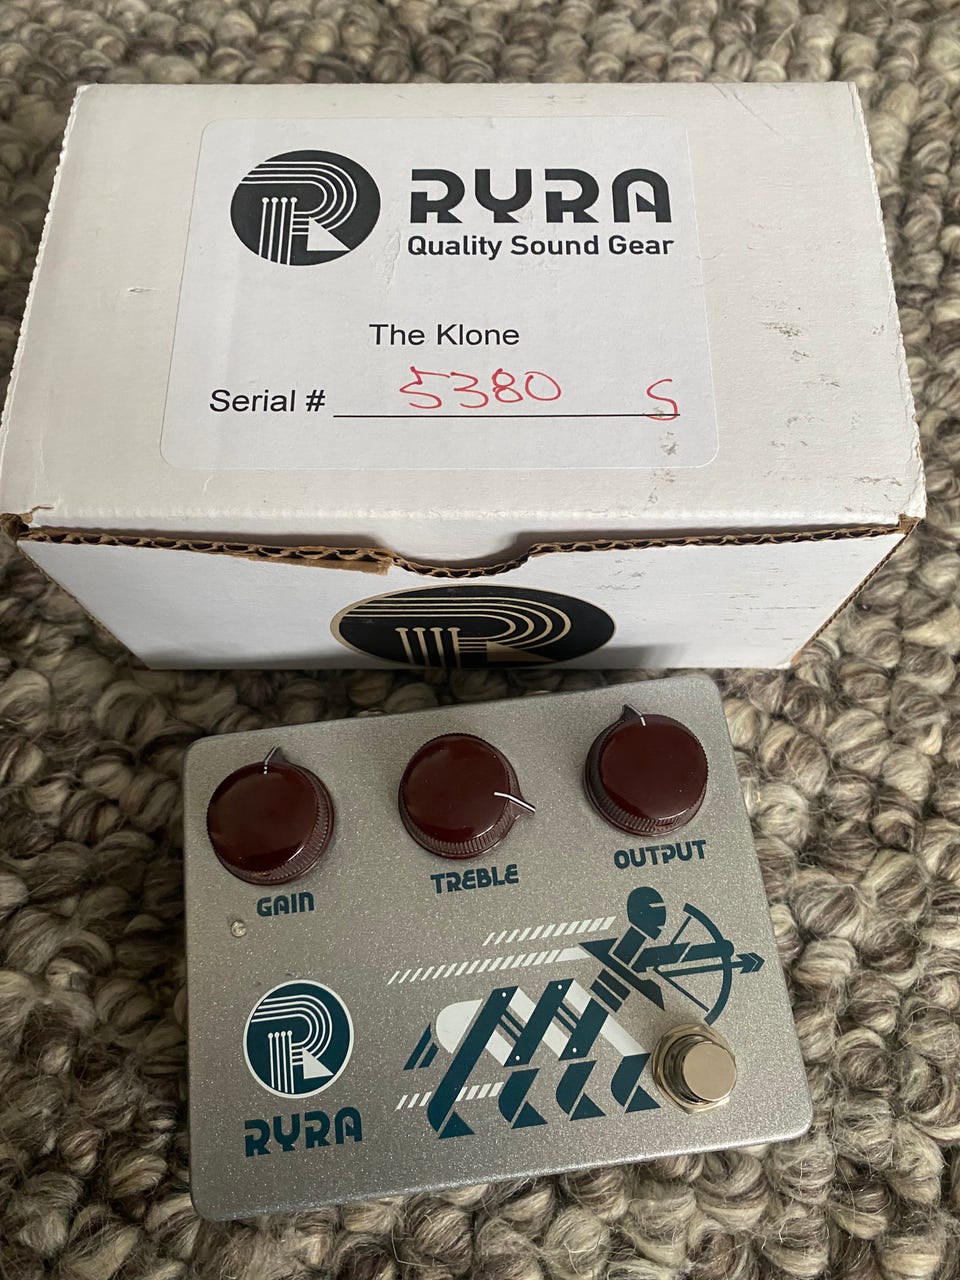 RYRA
Quality Sound Gear
The Klone
Serial # 5380 S
GAIN
TREBLE
OUTPUT
RYRA